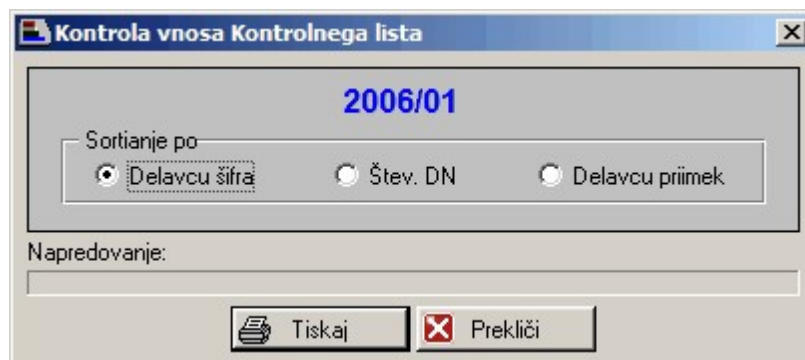 Kontrola vnosa Kontrolnega lista
2006/01
Sortianje po
Delavcu šifra Štev. DN Delavcu priimek
Napredovanje:
Tiskaj Prekliči